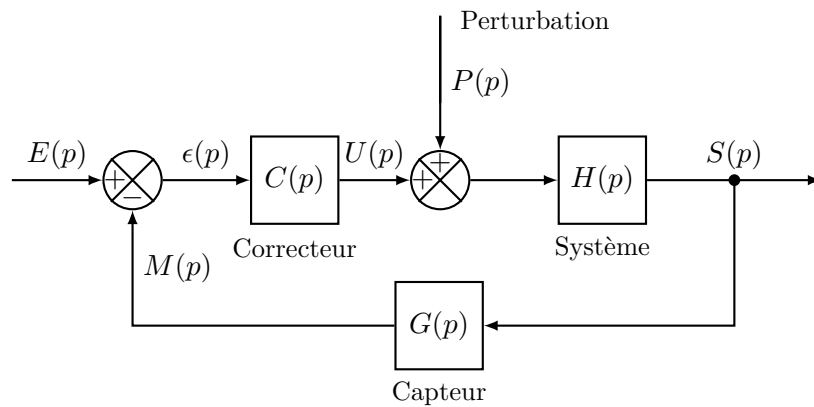 Perturbation
P(p)
E(p)
+
−
ϵ(p)
C(p)
U(p)
+
+
H(p)
S(p)
Correcteur
Système
M(p)
G(p)
Capteur